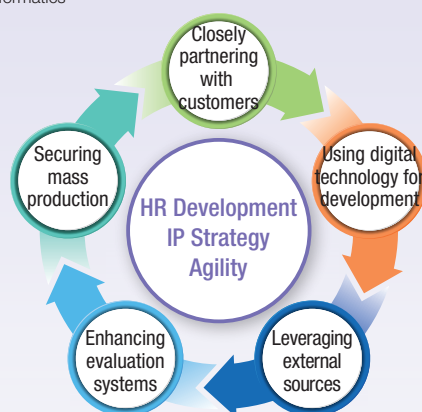 Closely
partnering
with
customers
Using digital
technology for
development
Leveraging
external
sources
Enhancing
evaluation
systems
Securing
mass
production
HR Development
IP Strategy
Agility